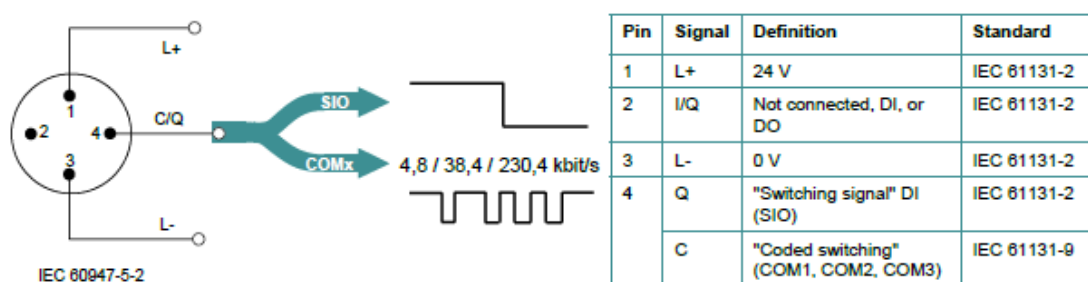 L+
1
2
C/Q
4
3
L-
IEC 60947-5-2
SIO
COMx
4,8 / 38,4 / 230,4 kbit/s
Pin Signal Definition Standard
1 L+ 24 V IEC 61131-2
2 I/Q Not connected, DI, or IEC 61131-2
DO
3 L- 0 V IEC 61131-2
4 Q "Switching signal" DI IEC 61131-2
(SIO)
C "Coded switching" IEC 61131-9
(COM1, COM2, COM3)